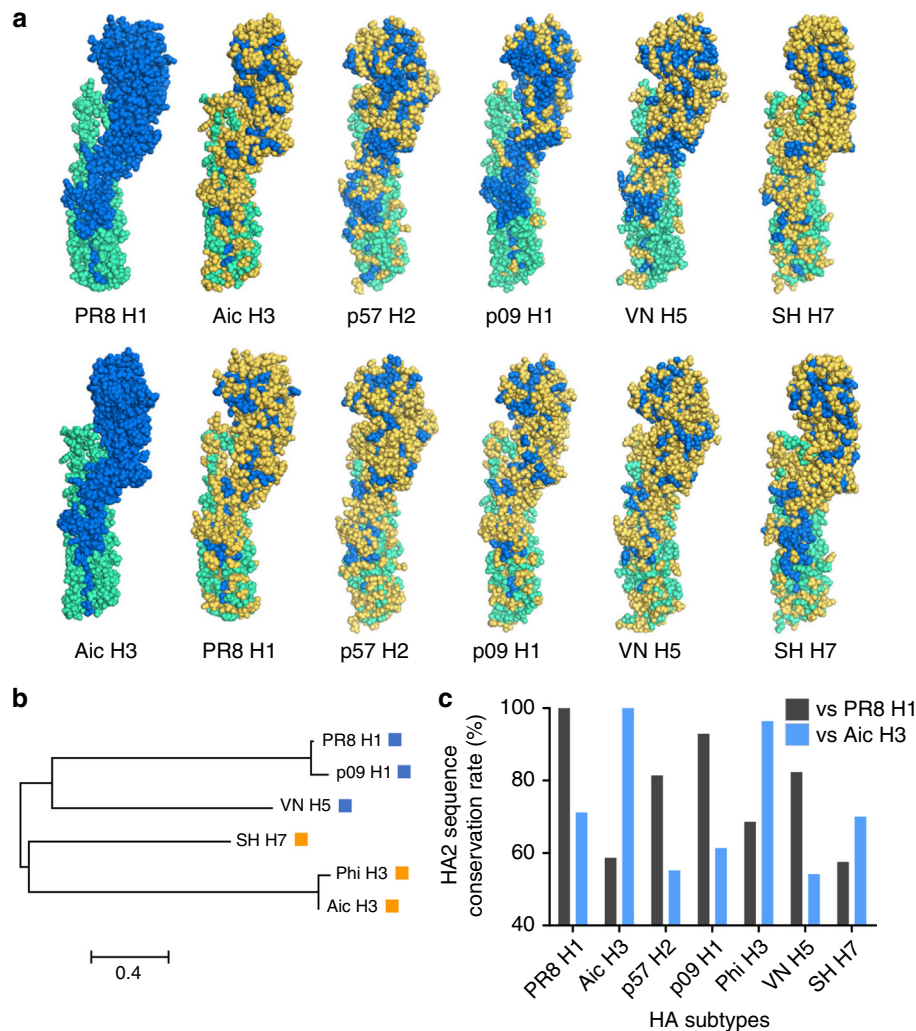 a
PR8 H1 Aic H3 p57 H2 p09 H1 VN H5 SH H7
Aic H3 PR8 H1 p57 H2 p09 H1 VN H5 SH H7
b
PR8 H1
p09 H1
VN H5
SH H7
Phi H3
Aic H3
0.4
c
HA2 sequence
conservation rate (%)
100
80
60
40
vs PR8 H1
vs Aic H3
PR8 H1
Aic H3
p57 H2
p09 H1
Phi H3
VN H5
SH H7
HA subtypes